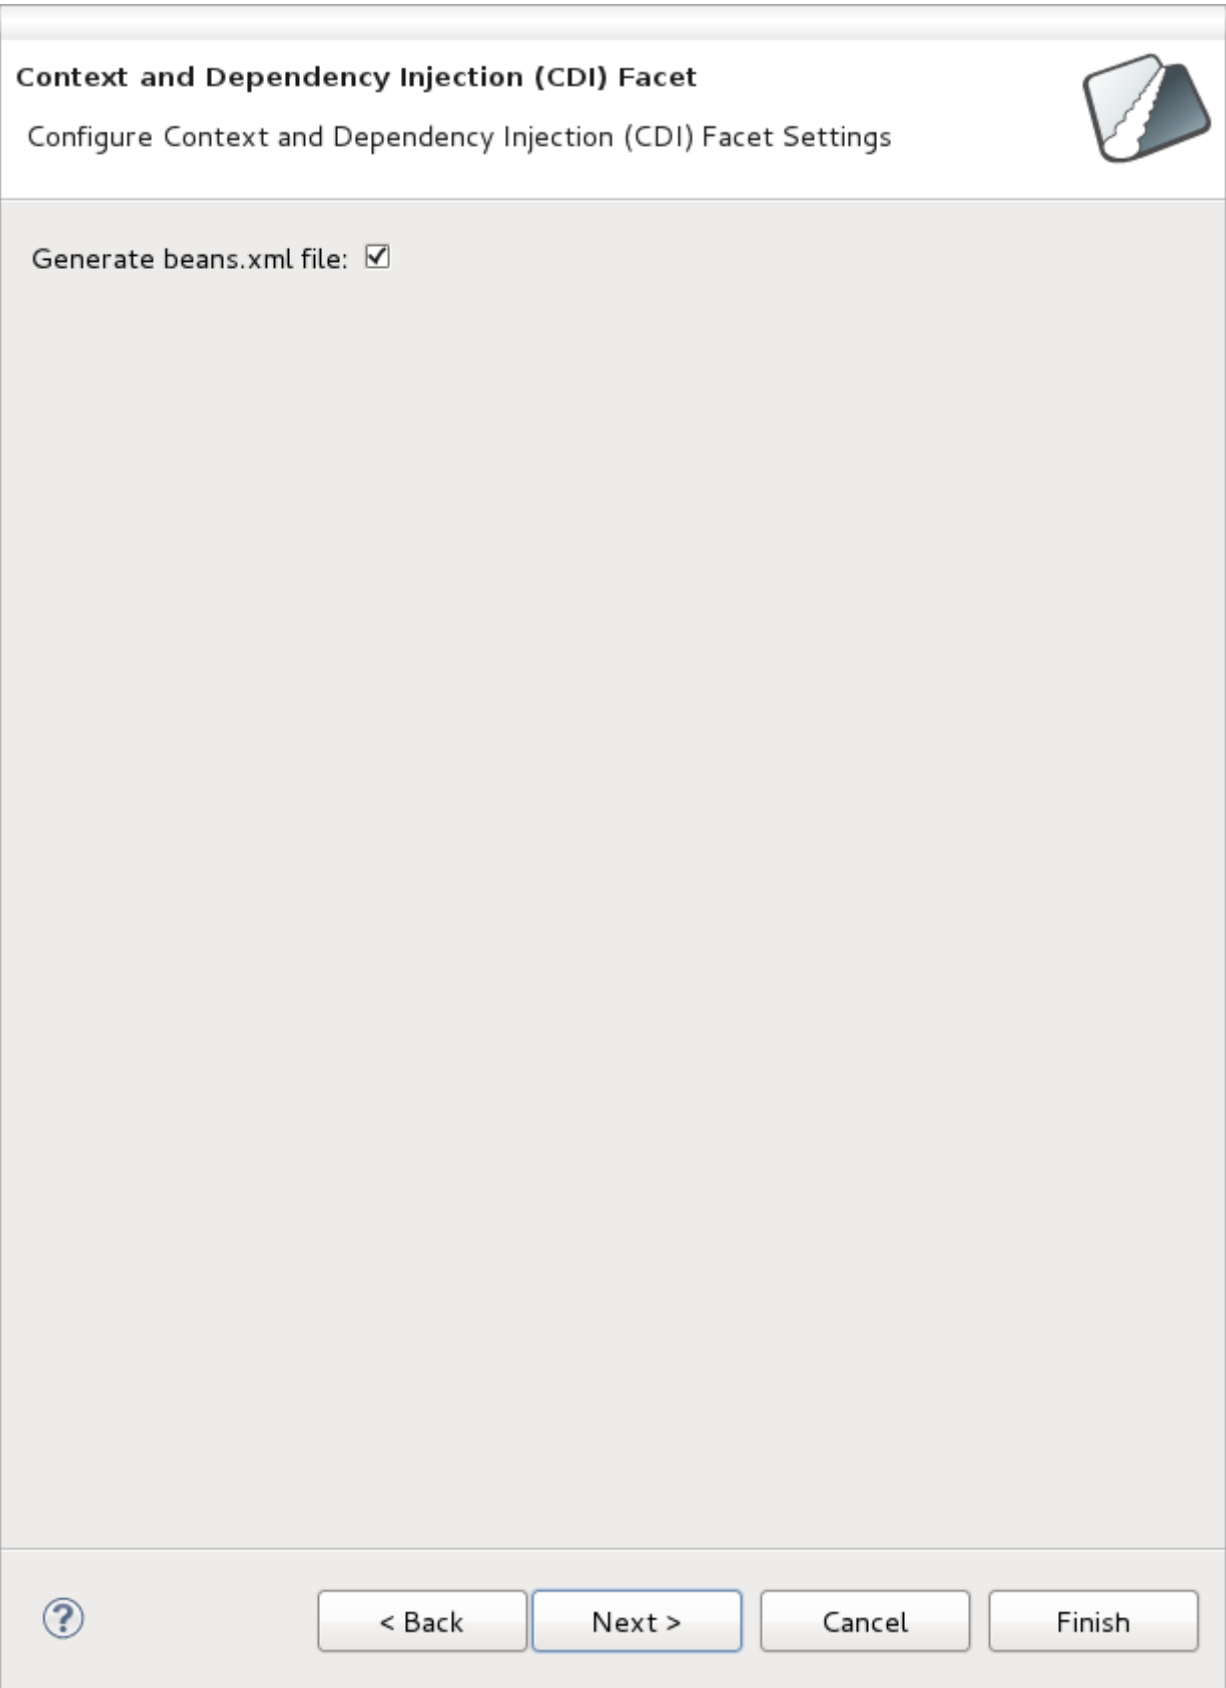 Context and Dependency Injection (CDI) Facet
Configure Context and Dependency Injection (CDI) Facet Settings
Generate beans.xml file:
?
< Back
Next >
Cancel
Finish